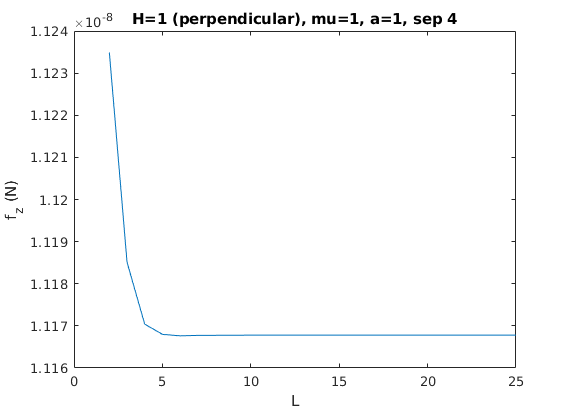 H=1 (perpendicular), mu=1, a=1, sep 4
×10^-8
1.124
1.123
1.122
1.121
1.12
1.119
1.118
1.117
1.116
f_z (N)
0 5 10 15 20 25
L